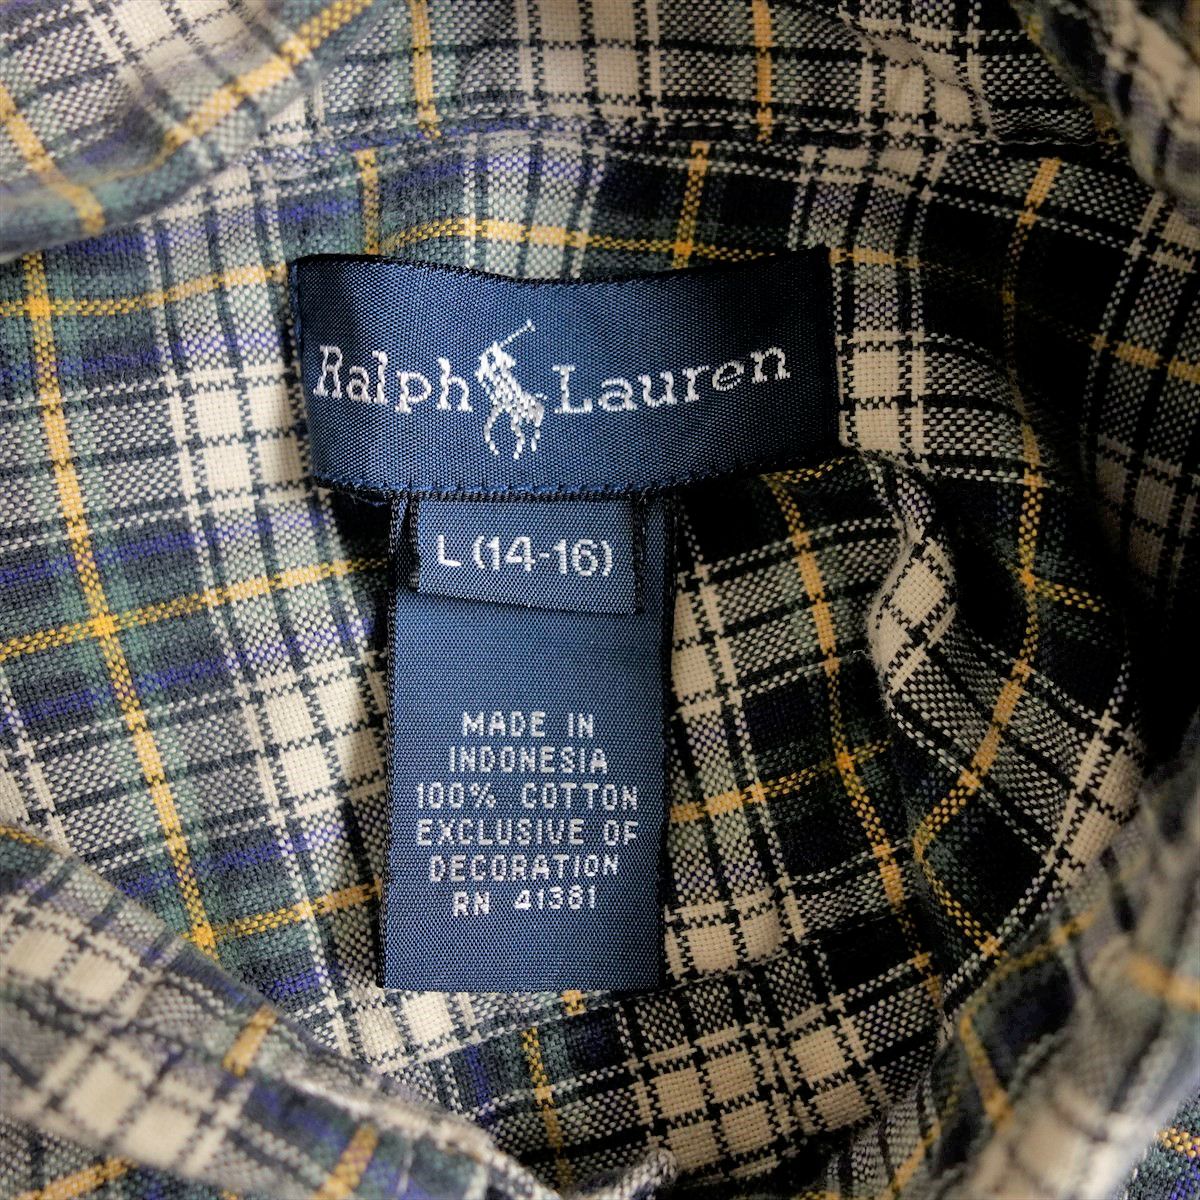 Ralph Lauren
L (14-16)
MADE IN
INDONESIA
100% COTTON
EXCLUSIVE OF
DECORATION
RN 41381